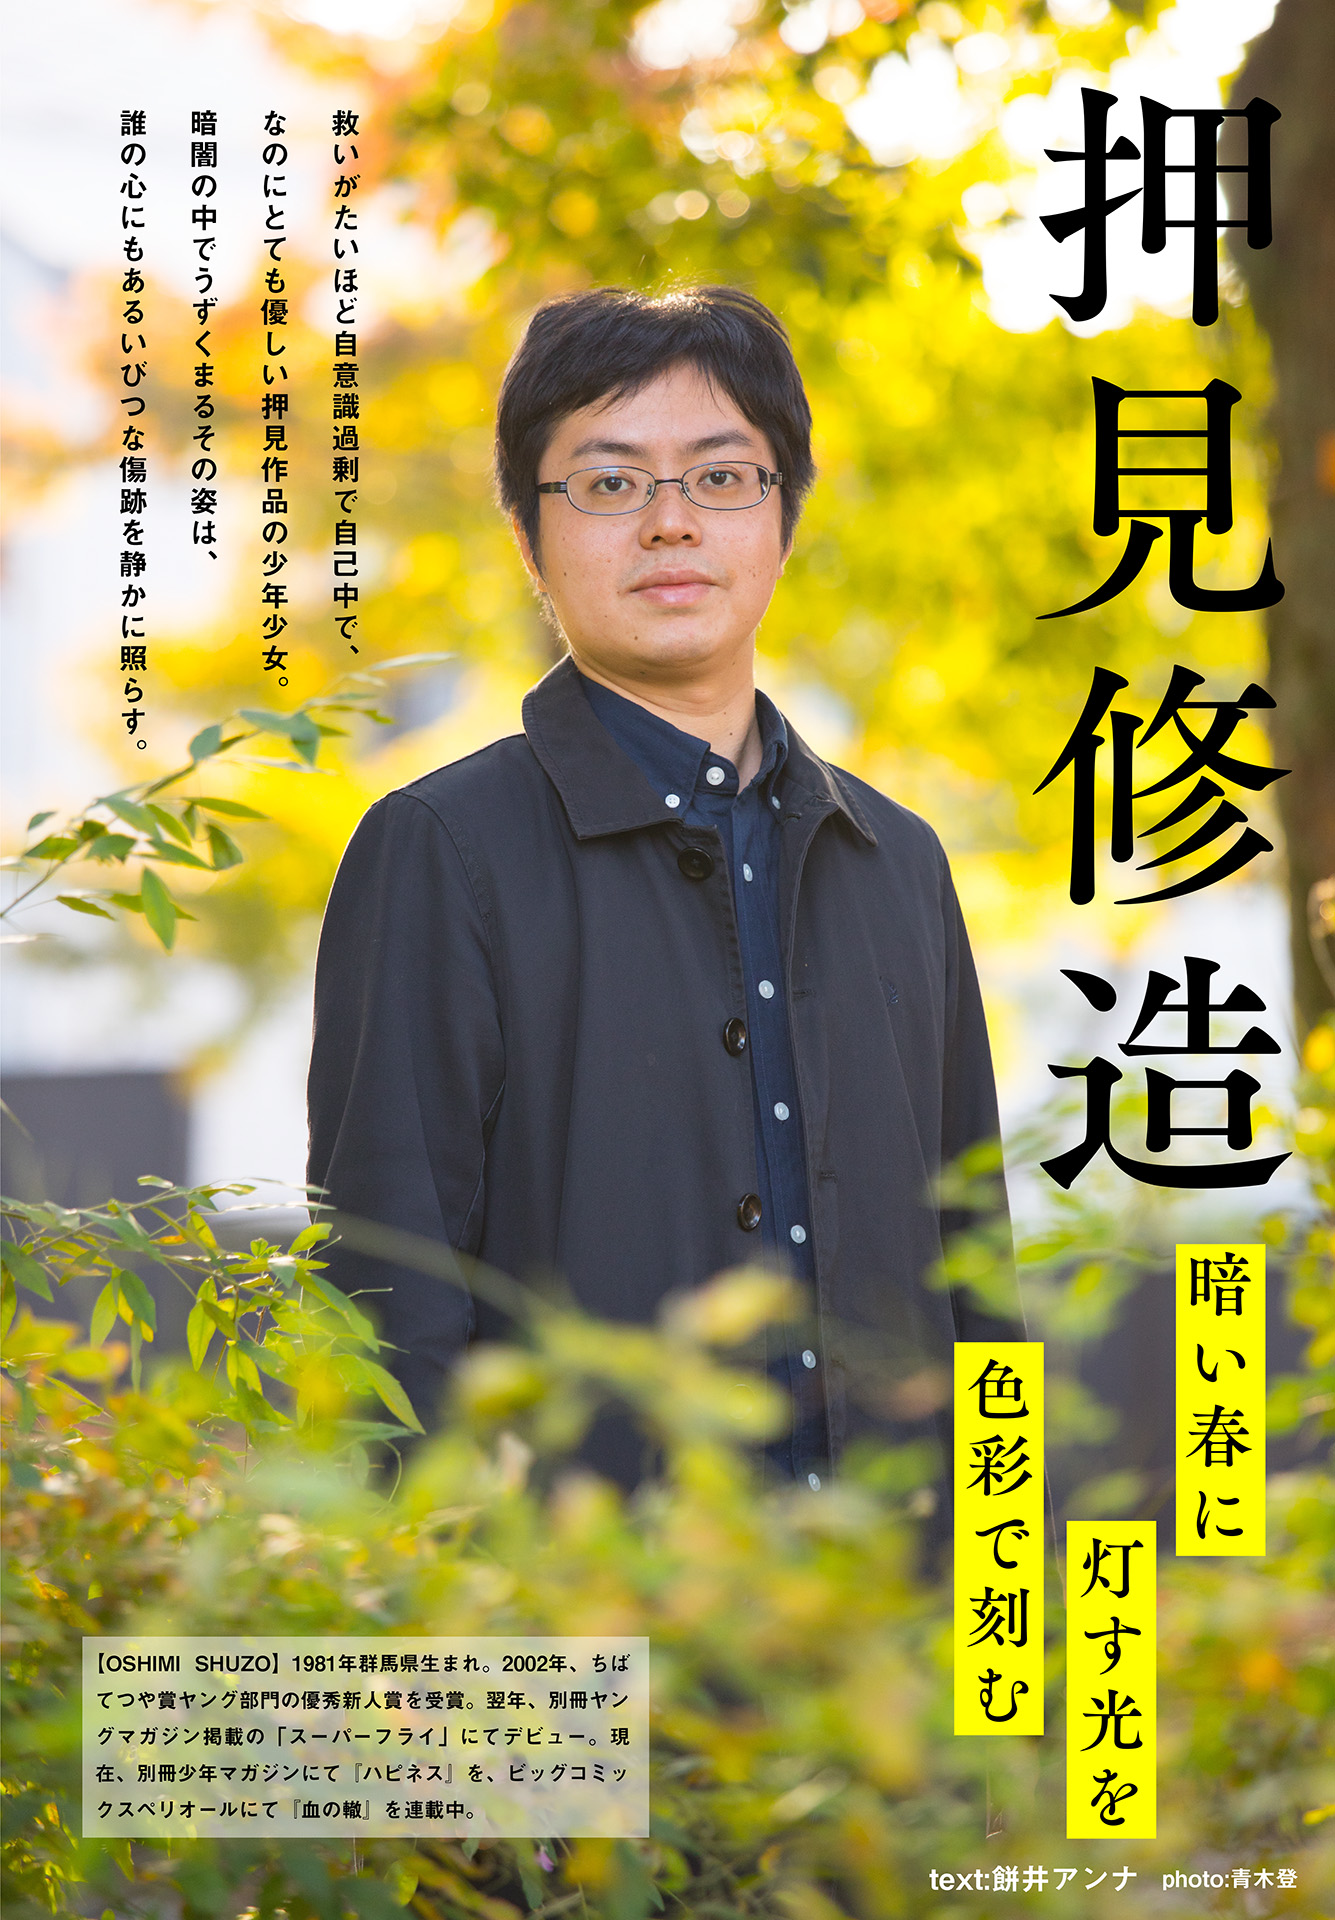 押見修造
暗い春に
灯す光を
色彩で刻む
救いがたいほど自意識過剰で自己中で、
なのにとても優しい押見作品の少年少女。
暗闇の中でうずくまるその姿は、
誰の心にもあるいびつな傷跡を静かに照らす。
【OSHIMI SHUZO】1981年群馬県生まれ。2002年、ちば
てつや賞ヤング部門の優秀新人賞を受賞。翌年、別冊ヤン
グマガジン掲載の「スーパーフライ」にてデビュー。現
在、別冊少年マガジンにて『ハピネス』を、ビッグコミッ
クスペリオールにて『血の轍』を連載中。
text:餅井アンナ photo:青木登